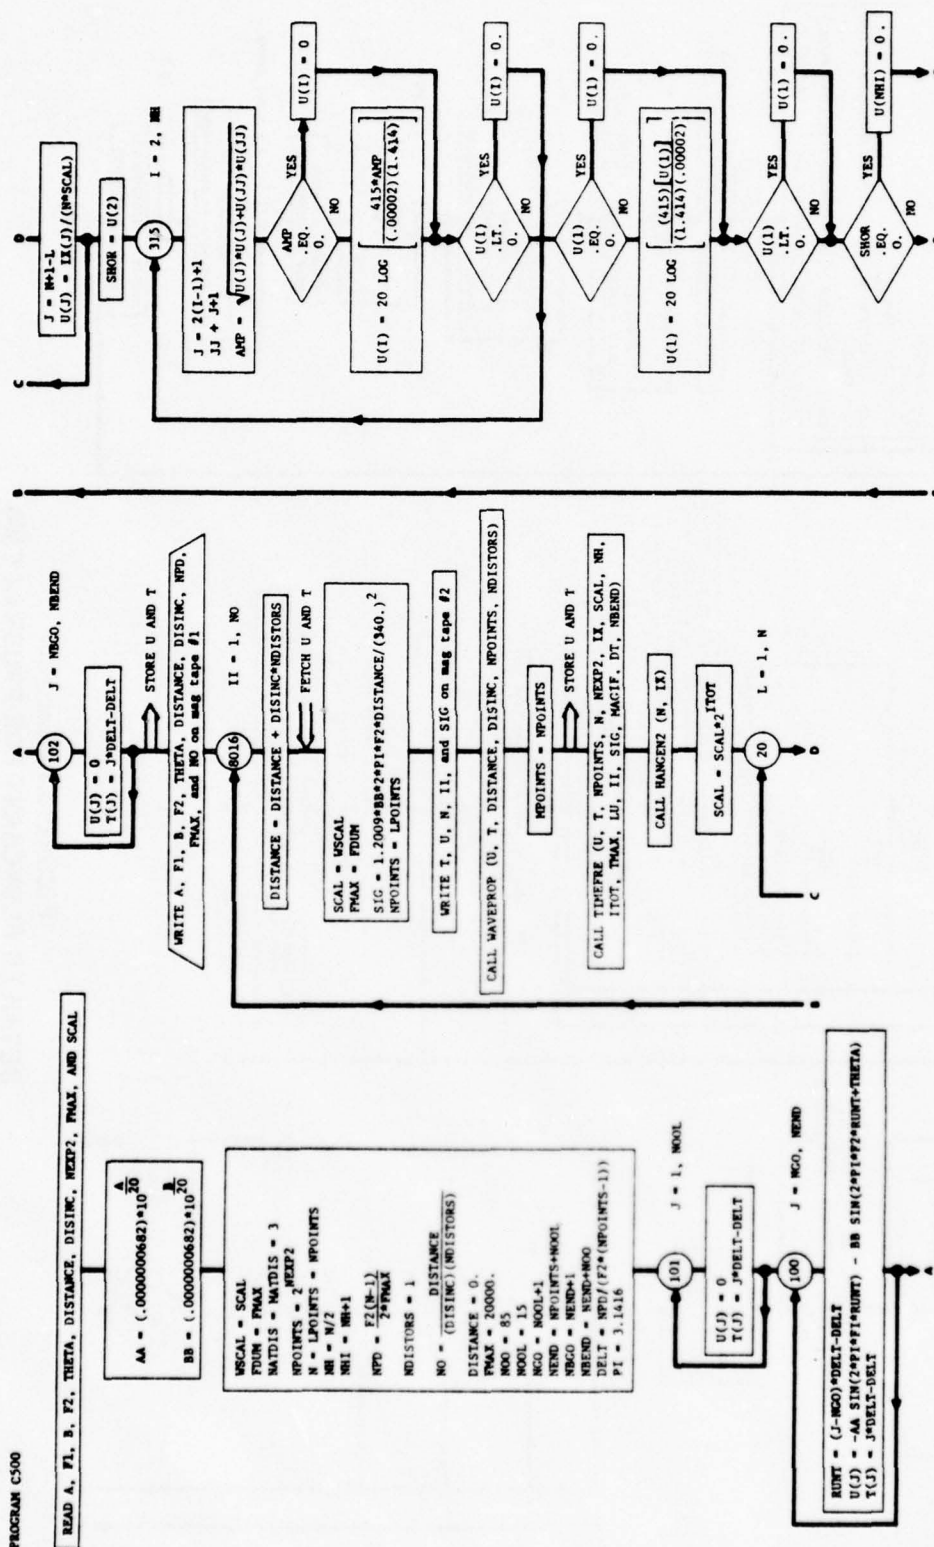 PROGRAM C500
READ A, F1, B, F2, THETA, DISTANCE, DISINC, NEXP2, FMAX, AND SCAL
AA = (.0000000682)*10^(A/20)
BB = (.0000000682)*10^(B/20)
WSCAL = SCAL
FDUM = FMAX
NATDIS = MATDIS = 3
NPOINTS = 2^NEXP2
N = LPOINTS = NPOINTS
NH = N/2
NHI = NH+1
NPD = F2(N-1)/2*FMAX
NDISTORS = 1
NO = DISTANCE/(DISINC)(NDISTORS)
DISTANCE = 0.
FMAX = 20000.
NOO = 85
NOOL = 15
NGO = NOOL+1
NEND = NPOINTS+NOOL
NBGO = NEND+1
NBEND = NEND+NOO
DELT = NPD/(F2*(NPOINTS-1)))
PI = 3.1416
101 J = 1, NOOL
U(J) = 0
T(J) = J*DELT-DELT
100 J = NGO, NEND
RUNT = (J-NGO)*DELT-DELT
U(J) = -AA SIN(2*PI*F1*RUNT) - BB SIN(2*PI*F2*RUNT+THETA)
T(J) = J*DELT-DELT
A
A
102 J = NBGO, NBEND
U(J) = 0
T(J) = J*DELT-DELT
STORE U AND T
WRITE A, F1, B, F2, THETA, DISTANCE, DISINC, NPD,
FMAX, and NO on mag tape #1
8016 II = 1, NO
DISTANCE = DISTANCE + DISINC*NDISTORS
FETCH U AND T
SCAL = WSCAL
FMAX = FDUM
SIG = 1.2009*BB*2*PI*F2*DISTANCE/(340.)^2
NPOINTS = LPOINTS
WRITE T, U, N, II, and SIG on mag tape #2
CALL WAVEPROP (U, T, DISTANCE, DISINC, NPOINTS, NDISTORS)
MPOINTS = NPOINTS
STORE U AND T
CALL TIMEFRE (U, T, NPOINTS, N, NEXP2, IX, SCAL, NH,
ITOT, TMAX, LU, II, SIG, MAGIF, DT, NBEND)
CALL HANGEN2 (N, IX)
SCAL = SCAL*2^ITOT
20 L = 1, N
B
C
D
B
C
D
J = N+1-L
U(J) = IX(J)/(N*SCAL)
SHOR = U(2)
315 I = 2, NH
J = 2(I-1)+1
JJ + J+1
AMP = √U(J)*U(J)+U(JJ)*U(JJ)
AMP .EQ. 0.
YES
U(I) = 0
NO
U(I) = 20 LOG [415*AMP/(.00002)(1.414)]
U(I) .LT. 0.
YES
U(I) = 0.
NO
U(1) .EQ. 0.
YES
U(1) = 0.
NO
U(1) = 20 LOG [(415)[U(1)]/(1.414)(.00002)]
U(1) .LT. 0.
YES
U(1) = 0.
NO
SHOR .EQ. 0.
YES
U(NHI) = 0.
NO